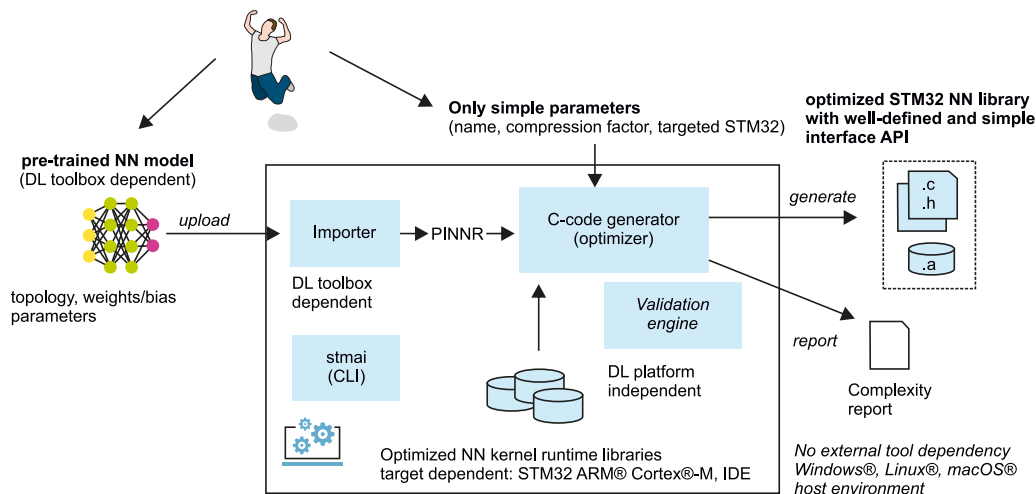 Only simple parameters
(name, compression factor, targeted STM32)
optimized STM32 NN library
with well-defined and simple
interface API
pre-trained NN model
(DL toolbox dependent)
upload
Importer
PINNR
C-code generator
(optimizer)
generate
.c
.h
.a
DL toolbox
dependent
topology, weights/bias
parameters
Validation
engine
report
stmai
(CLI)
DL platform
independent
Complexity
report
Optimized NN kernel runtime libraries
target dependent: STM32 ARM® Cortex®-M, IDE
No external tool dependency
Windows®, Linux®, macOS®
host environment